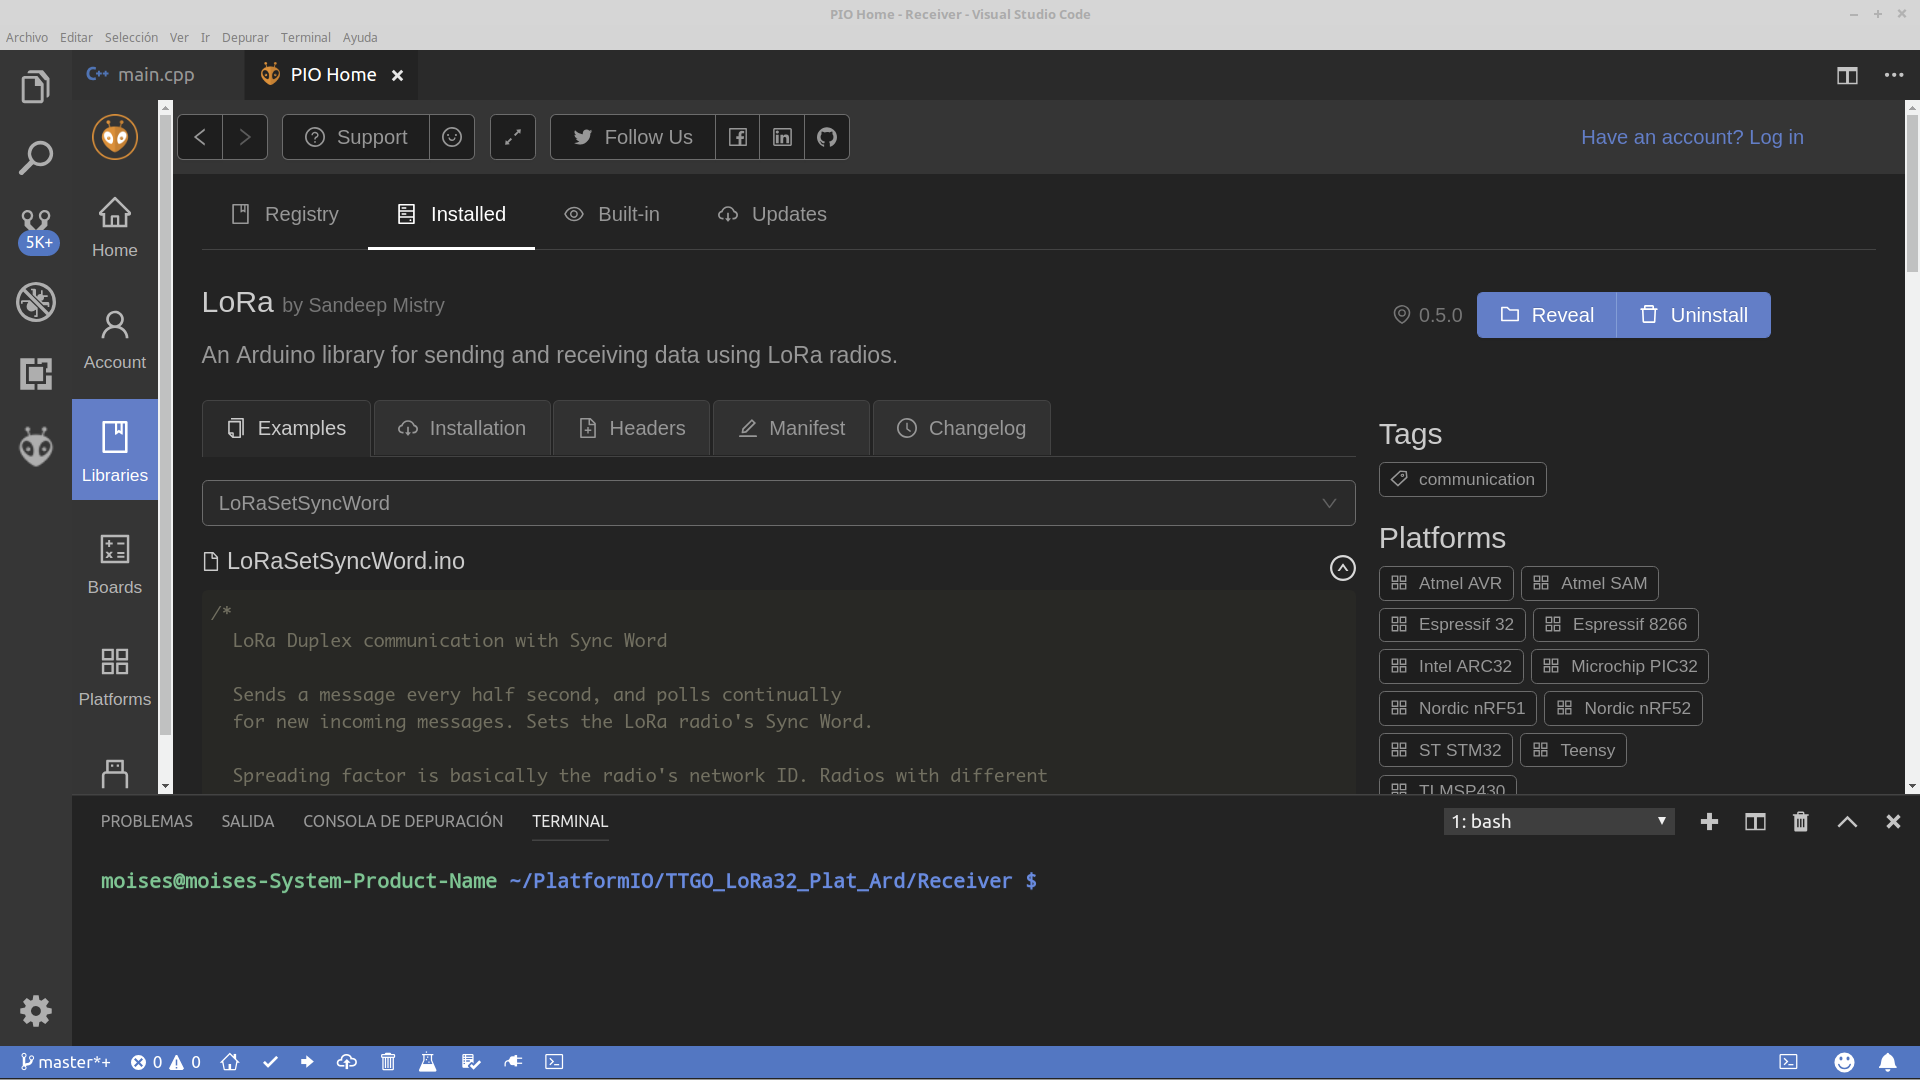 PIO Home - Receiver - Visual Studio Code
Archivo Editar Selección Ver Ir Depurar Terminal Ayuda
C++ main.cpp PIO Home
Support Follow Us Have an account? Log in
5K+
Home
Account
Libraries
Boards
Platforms
Registry Installed Built-in Updates
LoRa by Sandeep Mistry
0.5.0 Reveal Uninstall
An Arduino library for sending and receiving data using LoRa radios.
Examples Installation Headers Manifest Changelog
LoRaSetSyncWord
LoRaSetSyncWord.ino
/*
LoRa Duplex communication with Sync Word
Sends a message every half second, and polls continually
for new incoming messages. Sets the LoRa radio's Sync Word.
Spreading factor is basically the radio's network ID. Radios with different
Tags
communication
Platforms
Atmel AVR Atmel SAM
Espressif 32 Espressif 8266
Intel ARC32 Microchip PIC32
Nordic nRF51 Nordic nRF52
ST STM32 Teensy
TI MSP430
PROBLEMAS SALIDA CONSOLA DE DEPURACIÓN TERMINAL 1: bash
moises@moises-System-Product-Name ~/PlatformIO/TTGO_LoRa32_Plat_Ard/Receiver $
master*+ 0 0